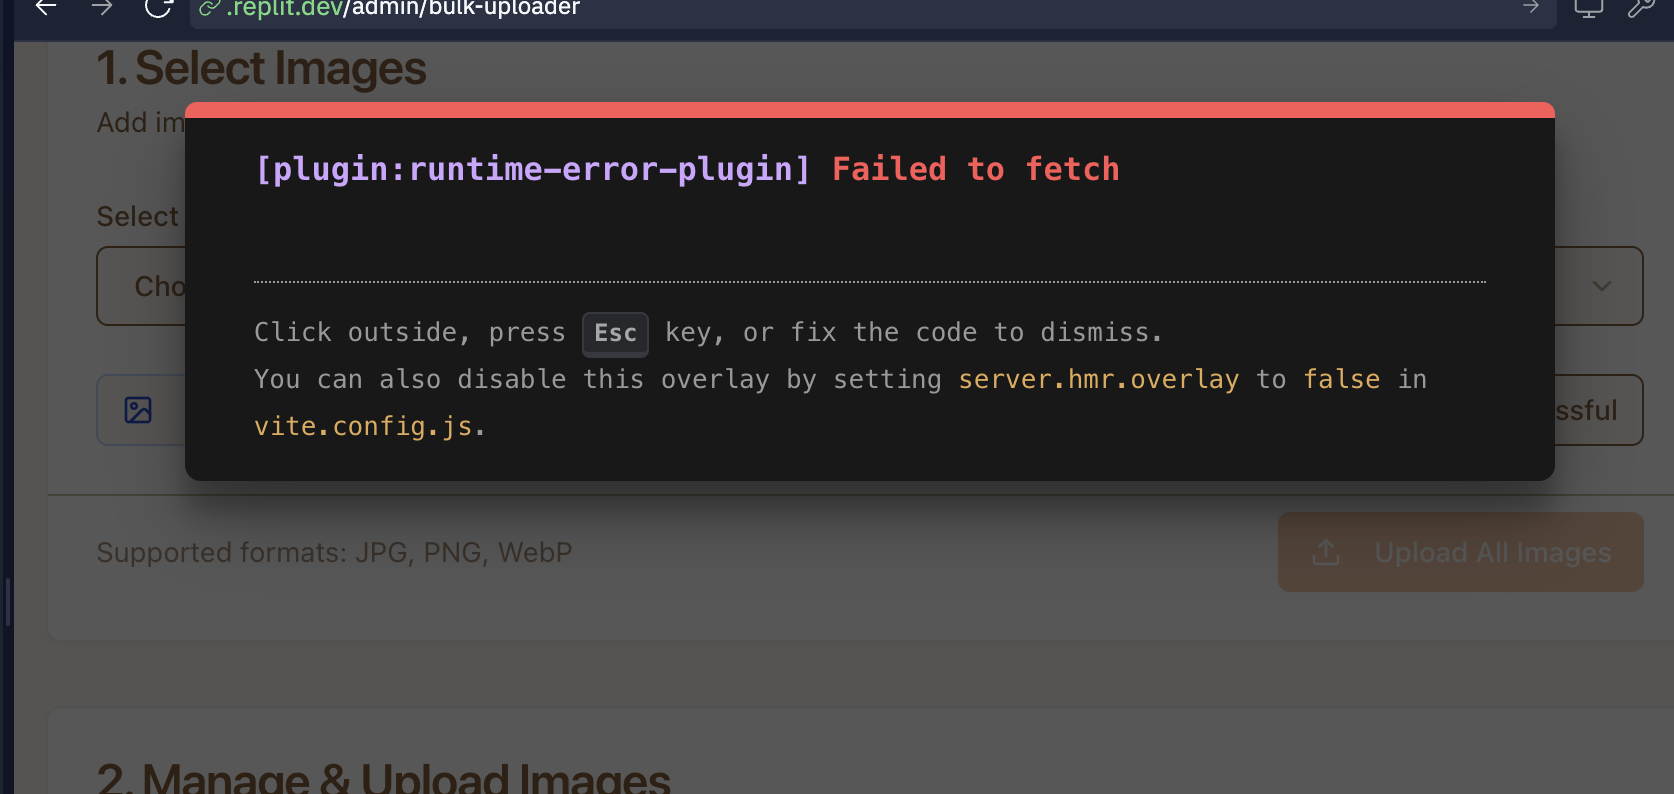 .replit.dev/admin/bulk-uploader
1. Select Images
Add im
[plugin:runtime-error-plugin] Failed to fetch
Select
Cho
Click outside, press Esc key, or fix the code to dismiss.
You can also disable this overlay by setting server.hmr.overlay to false in
vite.config.js.
ssful
Supported formats: JPG, PNG, WebP
Upload All Images
2. Manage & Upload Images